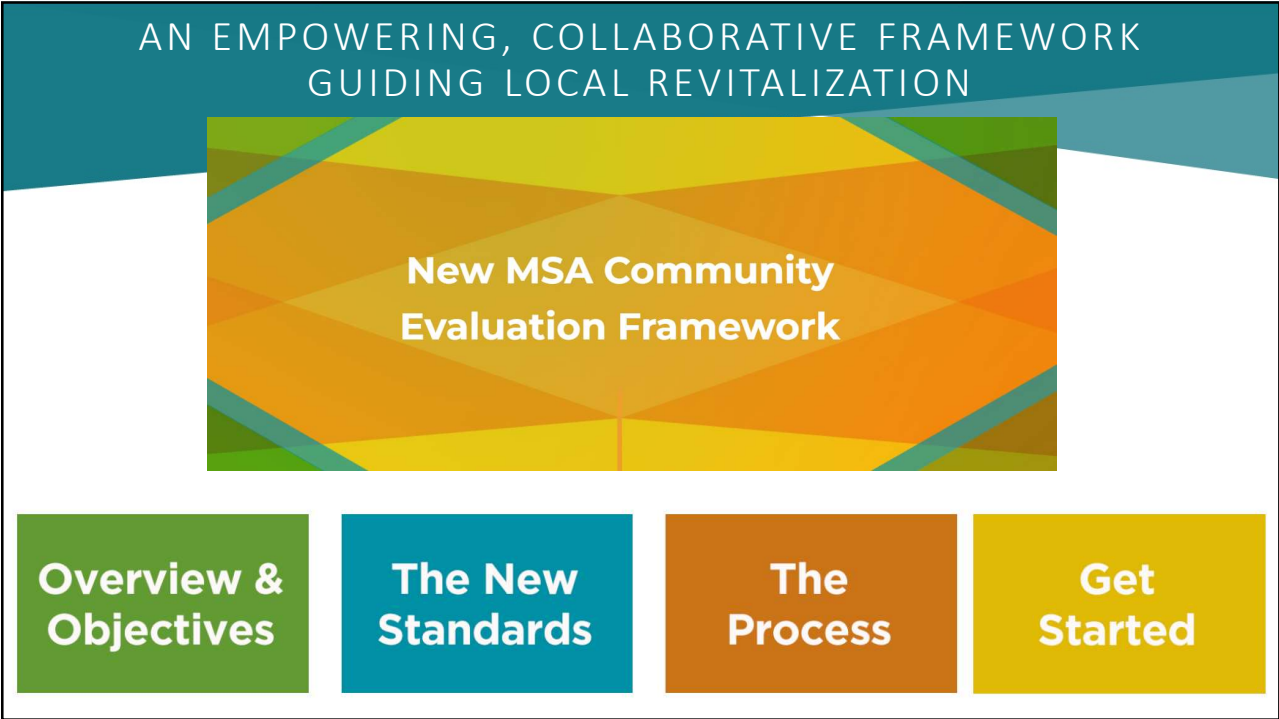 AN EMPOWERING, COLLABORATIVE FRAMEWORK
GUIDING LOCAL REVITALIZATION
New MSA Community
Evaluation Framework
Overview &
Objectives
The New
Standards
The
Process
Get
Started